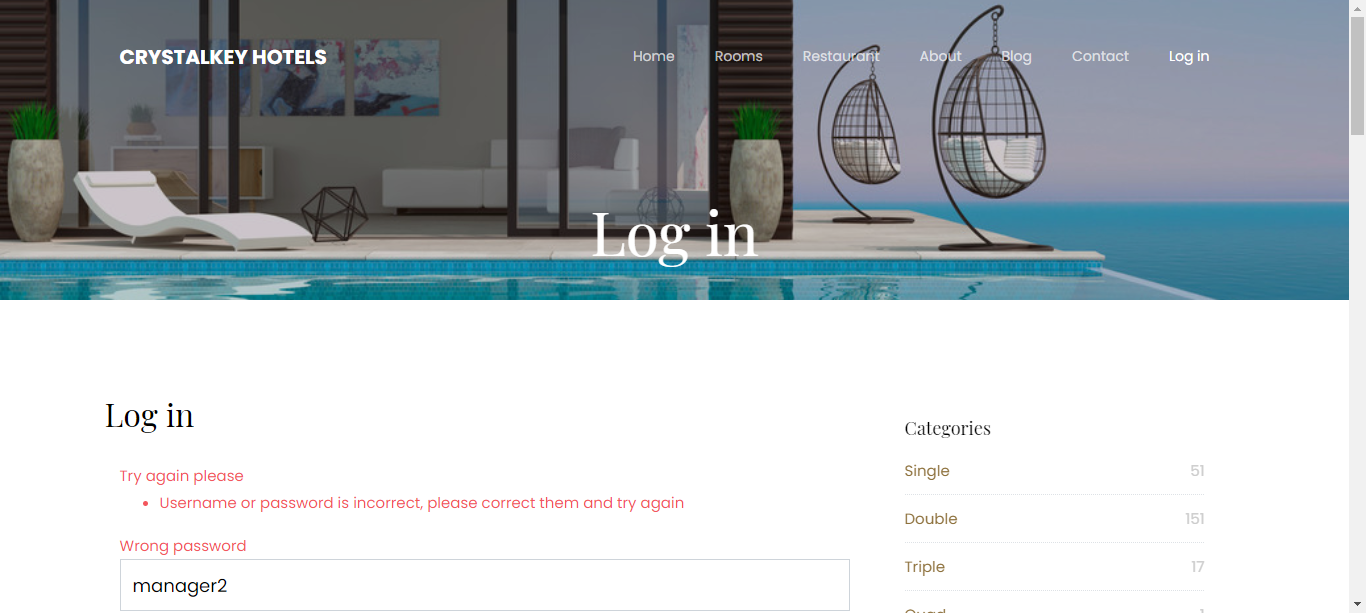 CRYSTALKEY HOTELS
Home Rooms Restaurant About Blog Contact Log in
Log in
Log in
Try again please
• Username or password is incorrect, please correct them and try again
Wrong password
manager2
Categories
Single 51
Double 151
Triple 17